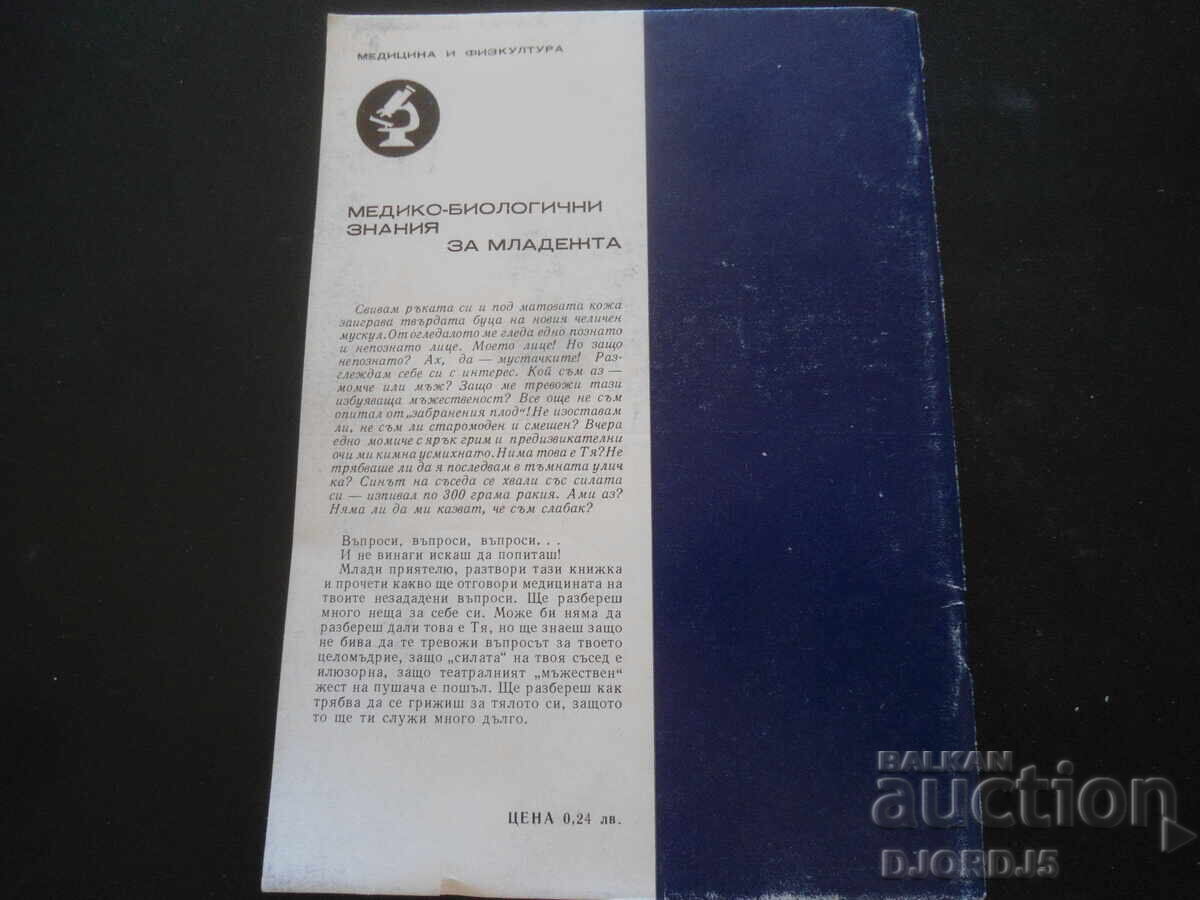 МЕДИЦИНА И ФИЗКУЛТУРА
МЕДИКО-БИОЛОГИЧНИ
ЗНАНИЯ
ЗА МЛАДЕЖТА
Свивам ръката си и под матовата кожа
заиграва твърдата буца на новия челичен
мускул. От огледалото ме гледа едно познато
и непознато лице. Моето лице! Но защо
непознато? Ах, да — мустачките! Раз-
глеждам себе си с интерес. Кой съм аз —
момче или мъж? Защо ме тревожи тази
избуяваща мъжественост? Все още не съм
опитал от „забранения плод“! Не изоставам
ли, не съм ли старомоден и смешен? Вчера
едно момиче с ярък грим и предизвикателни
очи ми кимна усмихнато. Нима това е Тя? Не
трябваше ли да я последвам в тъмната улич
ка? Синът на съседа се хвали със силата
си — изпивал по 300 грама ракия. Ами аз?
Няма ли да ми казват, че съм слабак?
Въпроси, въпроси, въпроси. . .
И не винаги искаш да попиташ!
Млади приятелю, разтвори тази книжка
и прочети какво ще отговори медицината на
твоите незададени въпроси. Ще разбереш
много неща за себе си. Може би няма да
разбереш дали това е Тя, но ще знаеш защо
не бива да те тревожи въпросът за твоето
целомъдрие, защо „силата“ на твоя съсед е
илюзорна, защо театралният „мъжествен“
жест на пушача е пошъл. Ще разбереш как
трябва да се грижиш за тялото си, защото
то ще ти служи много дълго.
ЦЕНА 0,24 лв.
BALKAN
auction
DJORDJ5